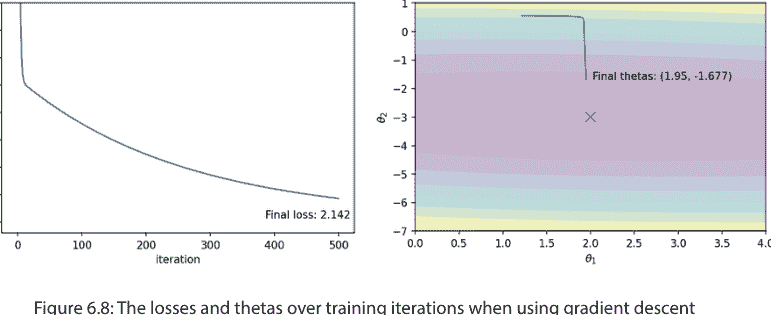 Final loss: 2.142
0 100 200 300 400 500
iteration
1
0
−1
−2
−3
−4
−5
−6
−7
θ2
Final thetas: (1.95, -1.677)
0.0 0.5 1.0 1.5 2.0 2.5 3.0 3.5 4.0
θ1
Figure 6.8: The losses and thetas over training iterations when using gradient descent